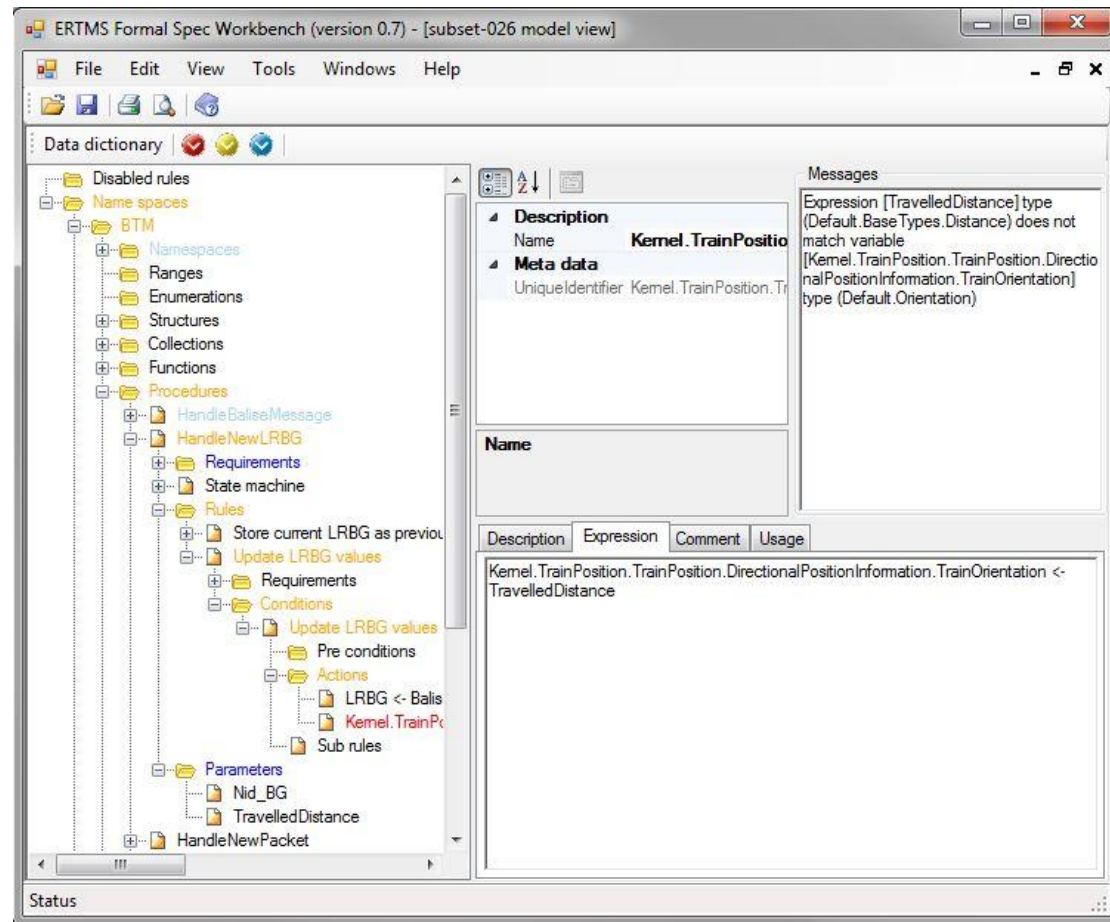 ERTMS Formal Spec Workbench (version 0.7) - [subset-026 model view]
File Edit View Tools Windows Help
Data dictionary
Disabled rules
Name spaces
BTM
Namespaces
Ranges
Enumerations
Structures
Collections
Functions
Procedures
HandleBaliseMessage
HandleNewLRBG
Requirements
State machine
Rules
Store current LRBG as previou
Update LRBG values
Requirements
Conditions
Update LRBG values
Pre conditions
Actions
LRBG <- Balis
Kernel.TrainPo
Sub rules
Parameters
Nid_BG
TravelledDistance
HandleNewPacket
Description
Name Kernel.TrainPositio
Meta data
UniqueIdentifier Kernel.TrainPosition.Tr
Name
Messages
Expression [TravelledDistance] type
(Default.BaseTypes.Distance) does not
match variable
[Kernel.TrainPosition.TrainPosition.Directio
nalPositionInformation.TrainOrientation]
type (Default.Orientation)
Description Expression Comment Usage
Kernel.TrainPosition.TrainPosition.DirectionalPositionInformation.TrainOrientation <-
TravelledDistance
Status